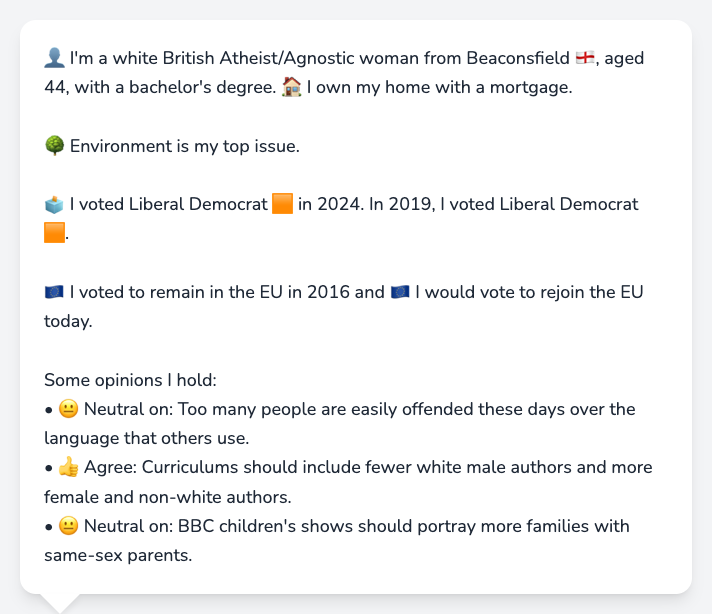 👤 I'm a white British Atheist/Agnostic woman from Beaconsfield 🏴󠁧󠁢󠁥󠁮󠁧󠁿, aged
44, with a bachelor's degree. 🏠 I own my home with a mortgage.
🌳 Environment is my top issue.
🗳️ I voted Liberal Democrat 🟧 in 2024. In 2019, I voted Liberal Democrat
🟧.
🇪🇺 I voted to remain in the EU in 2016 and 🇪🇺 I would vote to rejoin the EU
today.
Some opinions I hold:
• 😐 Neutral on: Too many people are easily offended these days over the
language that others use.
• 👍 Agree: Curriculums should include fewer white male authors and more
female and non-white authors.
• 😐 Neutral on: BBC children's shows should portray more families with
same-sex parents.